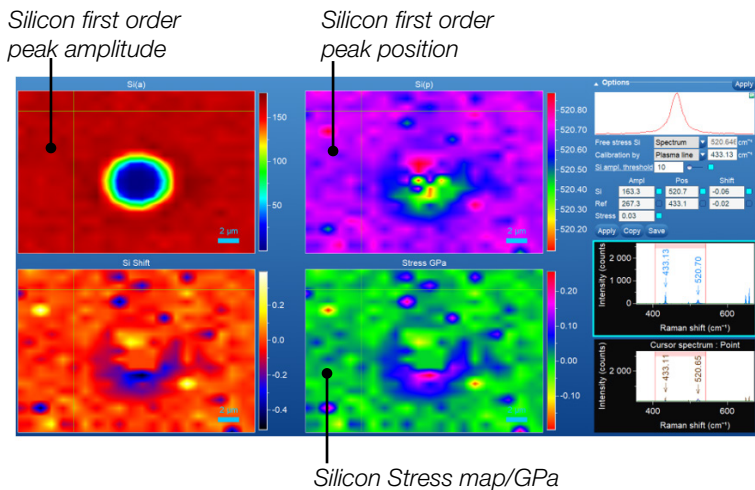 Silicon first order
peak amplitude
Silicon first order
peak position
Si(a)
150
100
50
2 µm
Si(p)
520.80
520.70
520.60
520.50
520.40
520.30
520.20
2 µm
Si Shift
0.2
0.0
-0.2
-0.4
2 µm
Stress GPa
0.20
0.10
0.00
-0.10
2 µm
Options Apply
Free stress Si Spectrum 520.646 cm⁻¹
Calibration by Plasma line 433.13 cm⁻¹
Si ampl. threshold 10
Ampl Pos Shift
Si 163.3 520.7 -0.06
Ref 267.3 433.1 -0.02
Stress 0.03
Apply Copy Save
Intensity (counts
2 000
1 000
0
433.13
520.70
400 600
Raman shift (cm⁻¹)
Cursor spectrum : Point
Intensity (counts
2 000
0
433.11
520.65
400 600
Raman shift (cm⁻¹)
Silicon Stress map/GPa